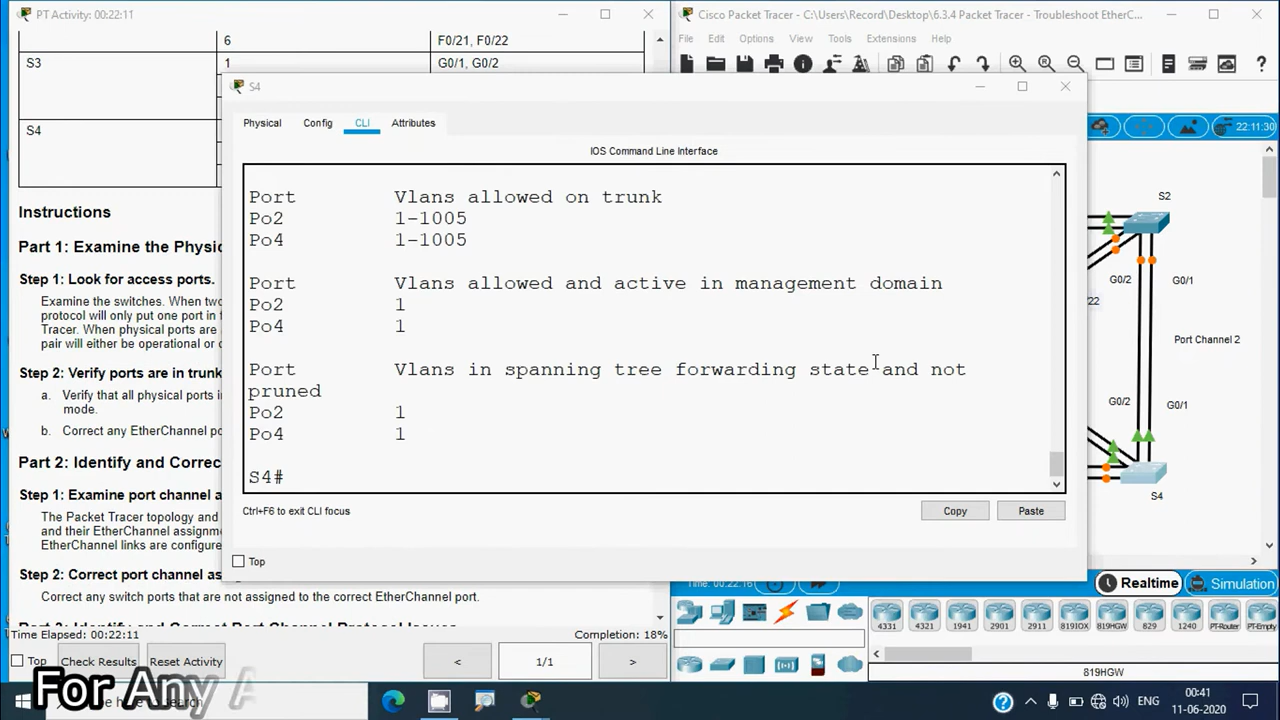 PT Activity: 00:22:11
Cisco Packet Tracer - C:\Users\Record\Desktop\6.3.4 Packet Tracer - Troubleshoot EtherC...
File Edit Options View Tools Extensions Help
6 F0/21, F0/22
S3 1 G0/1, G0/2
S4
S4
Physical Config CLI Attributes
IOS Command Line Interface
Port Vlans allowed on trunk
Po2 1-1005
Po4 1-1005
Port Vlans allowed and active in management domain
Po2 1
Po4 1
Port Vlans in spanning tree forwarding state and not
pruned
Po2 1
Po4 1
S4#
Ctrl+F6 to exit CLI focus
Copy Paste
Top
Instructions
Part 1: Examine the Physi
Step 1: Look for access ports.
Examine the switches. When two
protocol will only put one port in f
Tracer. When physical ports are
pair will either be operational or c
Step 2: Verify ports are in trunk
a. Verify that all physical ports i
mode.
b. Correct any EtherChannel po
Part 2: Identify and Correc
Step 1: Examine port channel a
The Packet Tracer topology and
and their EtherChannel assignm
EtherChannel links are configure
Step 2: Correct port channel as
Correct any switch ports that are not assigned to the correct EtherChannel port.
Time Elapsed: 00:22:11 Completion: 18%
Top Check Results Reset Activity < 1/1 >
22:11:30
S2
G0/2 G0/1
22
Port Channel 2
G0/2 G0/1
S4
Time: 00:22:16
Realtime Simulation
4331 4321 1941 2901 2911 819IOX 819HGW 829 1240 PT-Router PT-Empty
819HGW
For Any A
search
ENG 00:41
11-06-2020